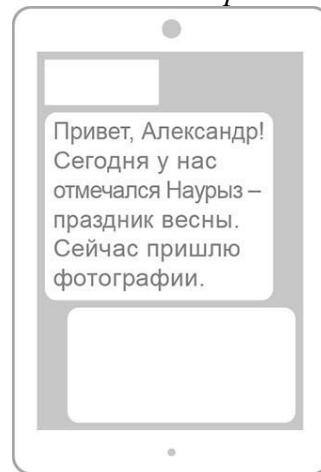 Привет, Александр!
Сегодня у нас
отмечался Наурыз –
праздник весны.
Сейчас пришлю
фотографии.